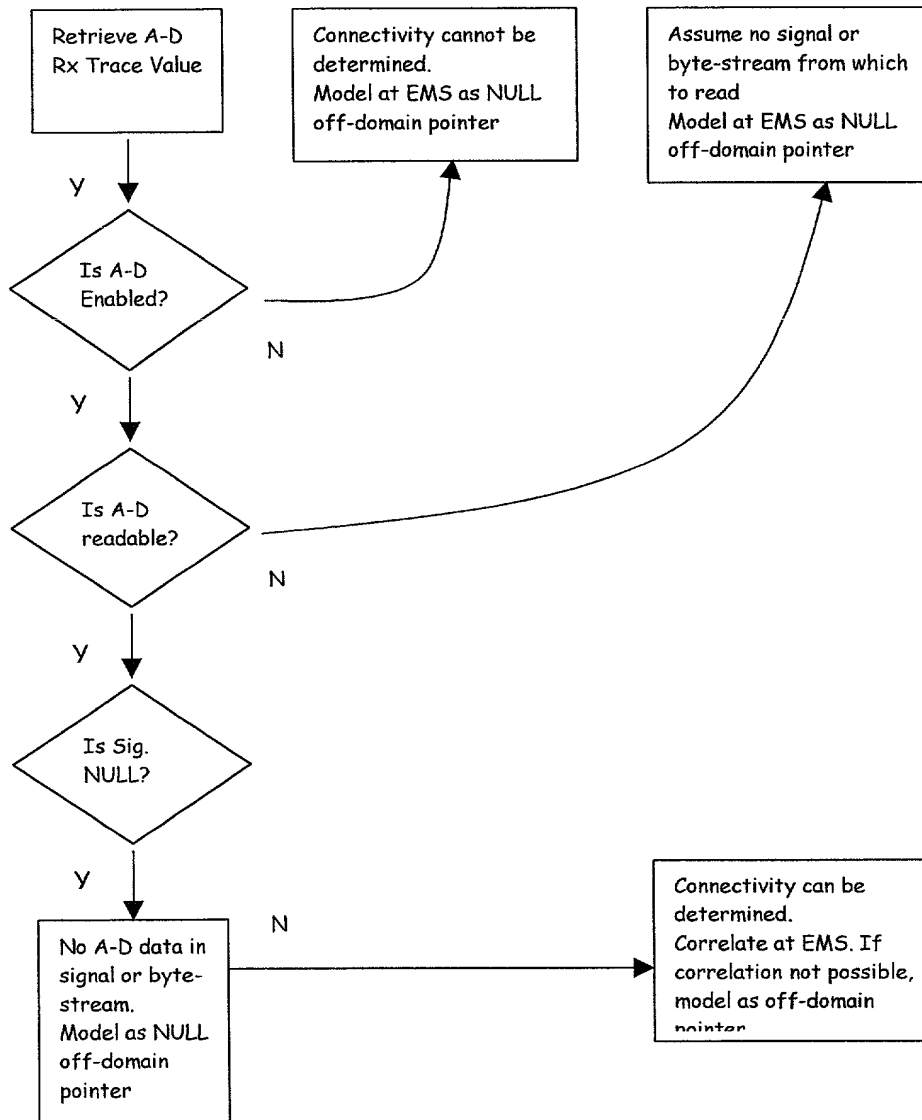 Retrieve A-D
Rx Trace Value
Connectivity cannot be
determined.
Model at EMS as NULL
off-domain pointer
Assume no signal or
byte-stream from which
to read
Model at EMS as NULL
off-domain pointer
Y
Is A-D
Enabled?
N
Y
Is A-D
readable?
N
Y
Is Sig.
NULL?
Y
No A-D data in
signal or byte-
stream.
Model as NULL
off-domain
pointer
N
Connectivity can be
determined.
Correlate at EMS. If
correlation not possible,
model as off-domain
pointer